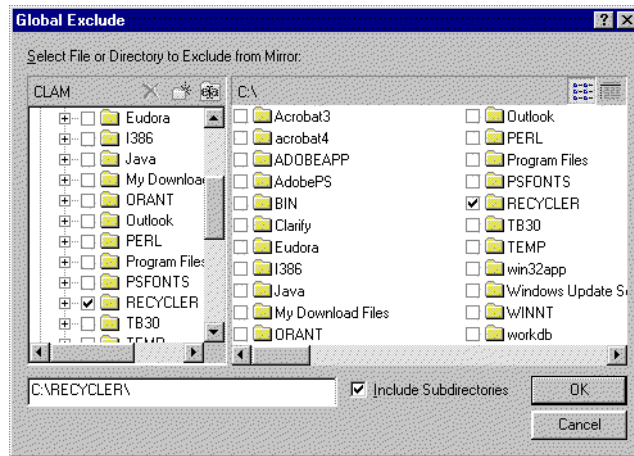 Global Exclude
Select File or Directory to Exclude from Mirror:
CLAM
C:\
Eudora
I386
Java
My Downloa
ORANT
Outlook
PERL
Program Files
PSFONTS
RECYCLER
TB30
TEMP
Acrobat3
acrobat4
ADOBEAPP
AdobePS
BIN
Clarify
Eudora
I386
Java
My Download Files
ORANT
Outlook
PERL
Program Files
PSFONTS
RECYCLER
TB30
TEMP
win32app
Windows Update S
WINNT
workdb
C:\RECYCLER\
Include Subdirectories
OK
Cancel